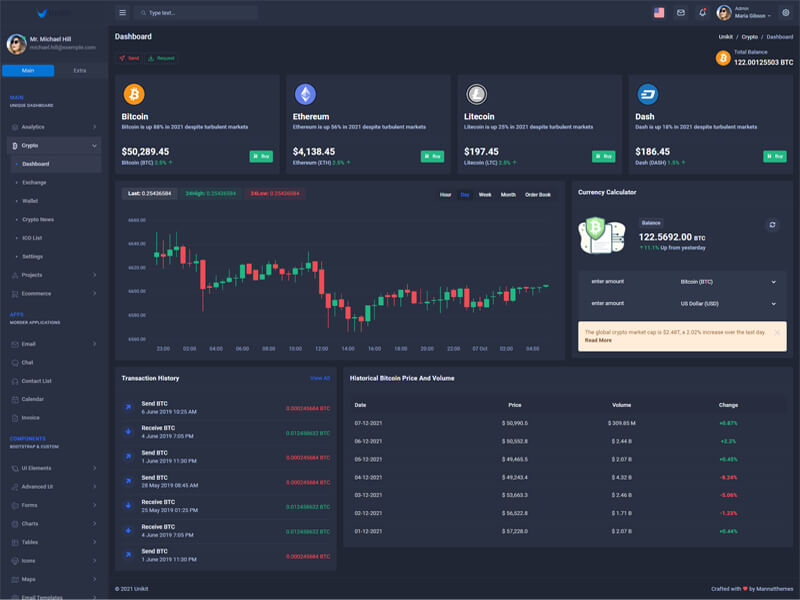 Type text...
Admin
Maria Gibson
Mr. Michael Hill
michael.hill@exemple.com
Main
Extra
MAIN
UNIQUE DASHBOARD
Analytics
Crypto
Dashboard
Exchange
Wallet
Crypto News
ICO List
Settings
Projects
Ecommerce
APPS
MORDER APPLICATIONS
Email
Chat
Contact List
Calendar
Invoice
COMPONENTS
BOOTSTRAP & CUSTOM
UI Elements
Advanced UI
Forms
Charts
Tables
Icons
Maps
Email Templates
Dashboard
Unikit / Crypto / Dashboard
Send
Request
Total Balance
122.00125503 BTC
Bitcoin
Bitcoin is up 88% in 2021 despite turbulent markets
$50,289.45
Bitcoin (BTC) 2.5%
Buy
Ethereum
Ethereum is up 56% in 2021 despite turbulent markets
$4,138.45
Ethereum (ETH) 2.5%
Buy
Litecoin
Litecoin is up 25% in 2021 despite turbulent markets
$197.45
Litecoin (LTC) 2.5%
Buy
Dash
Dash is up 18% in 2021 despite turbulent markets
$186.45
Dash (DASH) 1.5%
Buy
Last: 0.25436584
24High: 0.25436584
24Low: 0.25436584
Hour Day Week Month Order Book
6660.00
6640.00
6620.00
6600.00
6580.00
6560.00
23:00 02:00 04:00 06:00 08:00 10:00 12:00 14:00 16:00 18:00 20:00 22:00 07 Oct 02:00 04:00
Currency Calculator
Balance
122.5692.00 BTC
11.1% Up from yesterday
enter amount Bitcoin (BTC)
enter amount US Dollar (USD)
The global crypto market cap is $2.48T, a 2.02% increase over the last day.
Read More
Transaction History
View All
Send BTC
6 June 2019 10:25 AM
0.000245684 BTC
Receive BTC
4 June 2019 7:05 PM
0.012458632 BTC
Send BTC
1 June 2019 11:30 PM
0.000245684 BTC
Send BTC
28 May 2019 08:45 AM
0.000245684 BTC
Receive BTC
25 May 2019 01:25 PM
0.012458632 BTC
Receive BTC
4 June 2019 7:05 PM
0.012458632 BTC
Send BTC
1 June 2019 11:30 PM
0.000245684 BTC
Historical Bitcoin Price And Volume
Date Price Volume Change
07-12-2021 $ 50,990.5 $ 309.85 M +0.87%
06-12-2021 $ 50,552.8 $ 2.44 B +2.3%
05-12-2021 $ 49,465.5 $ 2.07 B +0.45%
04-12-2021 $ 49,243.4 $ 4.32 B -8.24%
03-12-2021 $ 53,663.3 $ 2.46 B -5.06%
02-12-2021 $ 56,522.8 $ 1.71 B -1.23%
01-12-2021 $ 57,228.0 $ 2.07 B +0.44%
© 2021 Unikit
Crafted with ❤ by Mannatthemes